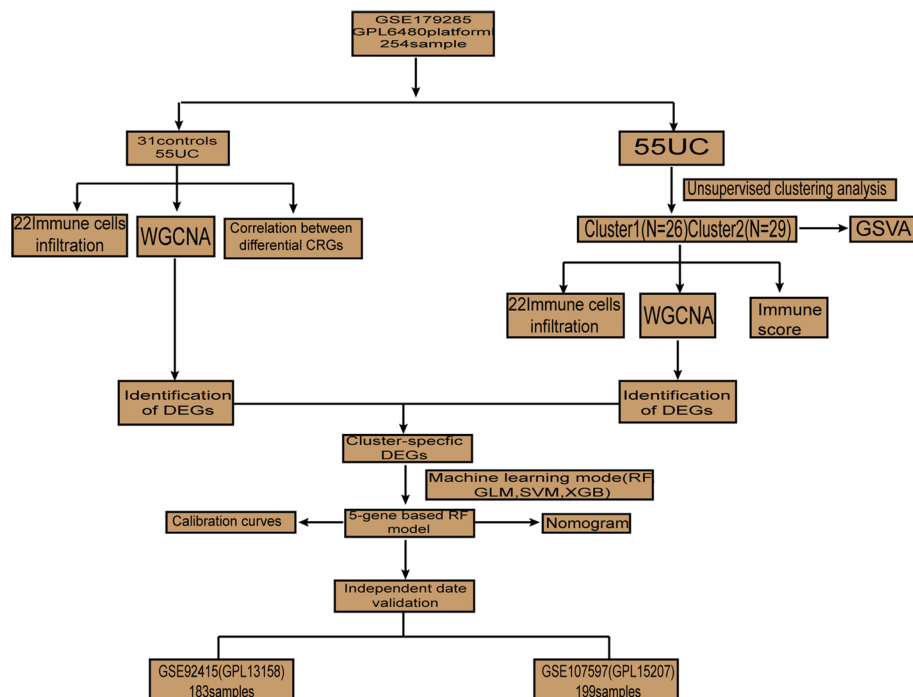 GSE179285
GPL6480platforml
254sample
31controls
55UC
55UC
Unsupervised clustering analysis
22Immune cells
infiltration
WGCNA
Correlation between
differential CRGs
Cluster1(N=26)Cluster2(N=29)
GSVA
22Immune cells
infiltration
WGCNA
Immune
score
Identification
of DEGs
Identification
of DEGs
Cluster-specfic
DEGs
Machine learning mode(RF
GLM,SVM,XGB)
Calibration curves
5-gene based RF
model
Nomogram
Independent date
validation
GSE92415(GPL13158)
183samples
GSE107597(GPL15207)
199samples